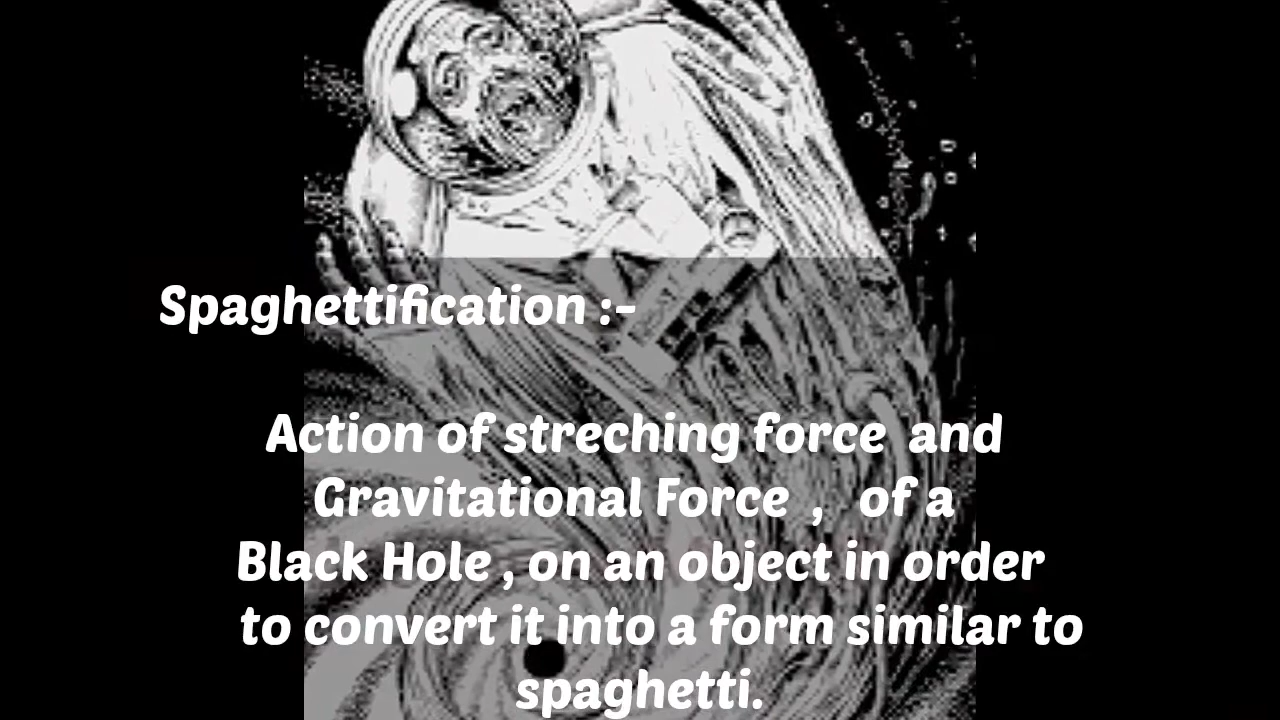 Spaghettification :-
Action of streching force and
Gravitational Force , of a
Black Hole , on an object in order
to convert it into a form similar to
spaghetti.